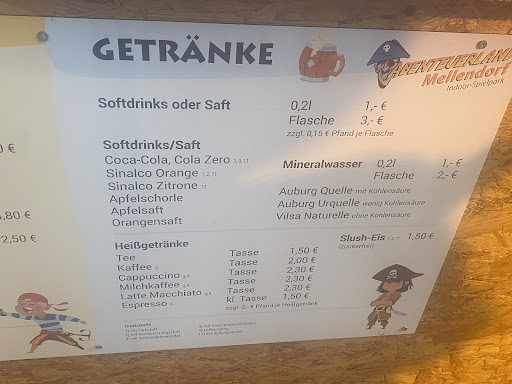 GETRÄNKE
ABENTEUERLAND
Mellendorf
Indoor-Spielpark
Softdrinks oder Saft 0,2l 1,- €
Flasche 3,- €
zzgl. 0,15 € Pfand je Flasche
Softdrinks/Saft
Coca-Cola, Cola Zero
Sinalco Orange
Sinalco Zitrone
Apfelschorle
Apfelsaft
Orangensaft
Mineralwasser 0,2l 1,- €
Flasche 2,- €
Auburg Quelle mit Kohlensäure
Auburg Urquelle wenig Kohlensäure
Vilsa Naturelle ohne Kohlensäure
Heißgetränke
Tee Tasse 1,50 €
Kaffee Tasse 2,00 €
Cappuccino Tasse 2,30 €
Milchkaffee Tasse 2,30 €
Latte Macchiato Tasse 2,30 €
Espresso kl. Tasse 1,50 €
zzgl. 2,- € Pfand je Heißgetränk
Slush-Eis 1,50 €
(Zuckerfrei)
0 €
,80 €
2,50 €